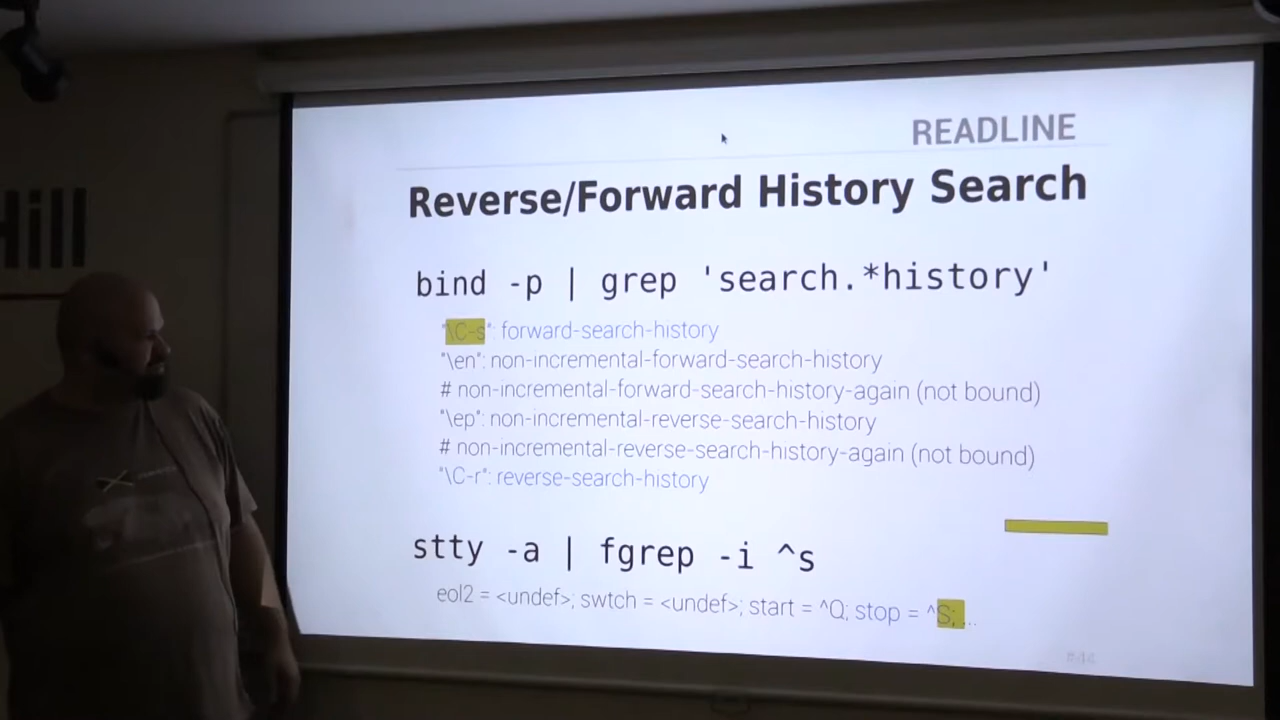 READLINE
Reverse/Forward History Search
Hill
bind -p | grep 'search.*history'
"\C-s": forward-search-history
"\en": non-incremental-forward-search-history
# non-incremental-forward-search-history-again (not bound)
"\ep": non-incremental-reverse-search-history
# non-incremental-reverse-search-history-again (not bound)
"\C-r": reverse-search-history
stty -a | fgrep -i ^s
eol2 = <undef>; swtch = <undef>; start = ^Q; stop = ^S; ...
#44